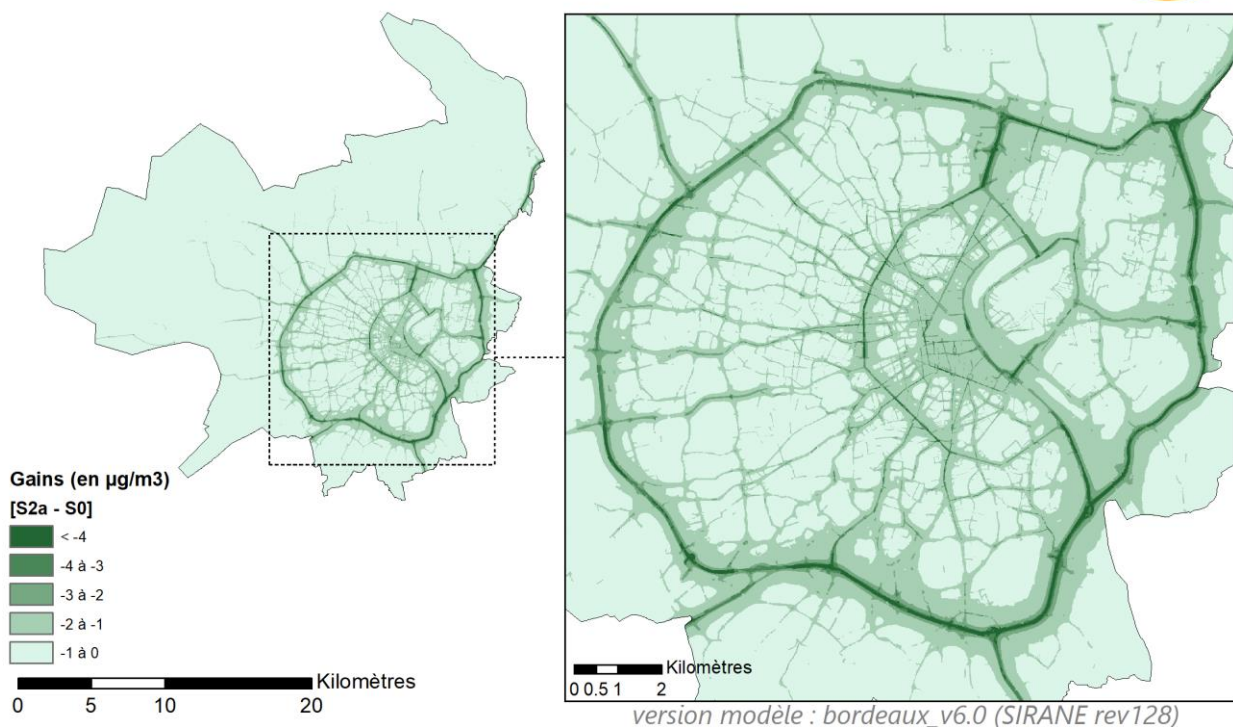 Gains (en µg/m3)
[S2a - S0]
< -4
-4 à -3
-3 à -2
-2 à -1
-1 à 0
Kilomètres
0 5 10 20
Kilomètres
0 0.5 1 2
version modèle : bordeaux_v6.0 (SIRANE rev128)